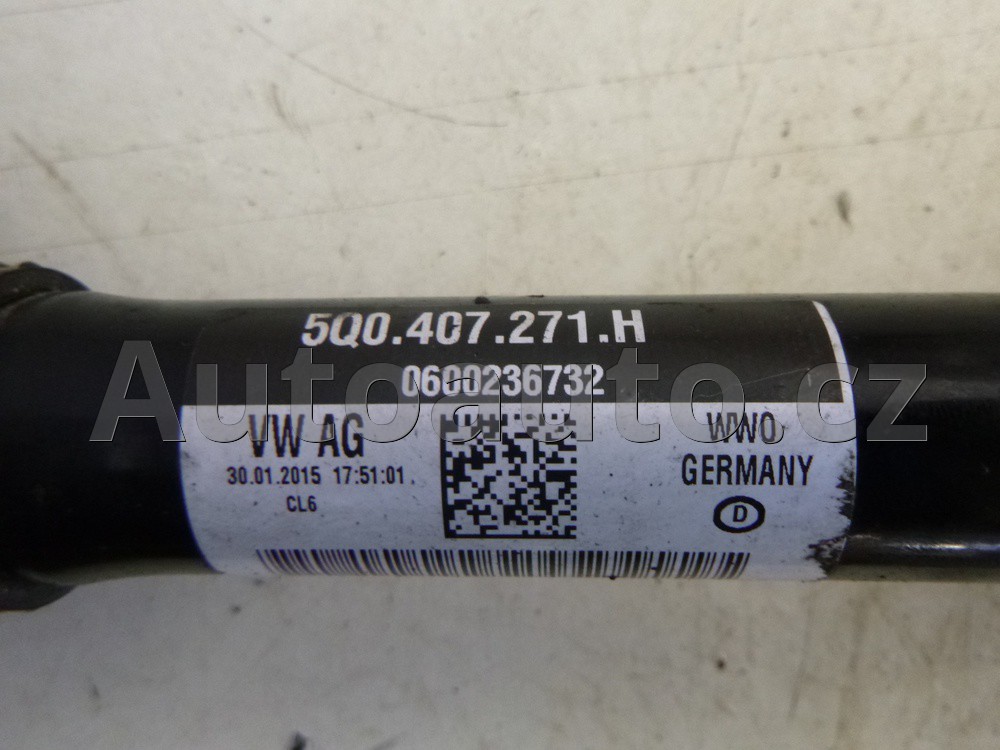 5Q0.407.271.H
0600236732
Autoauto.cz
VW AG
30.01.2015 17:51:01
CL6
WWO
GERMANY
D